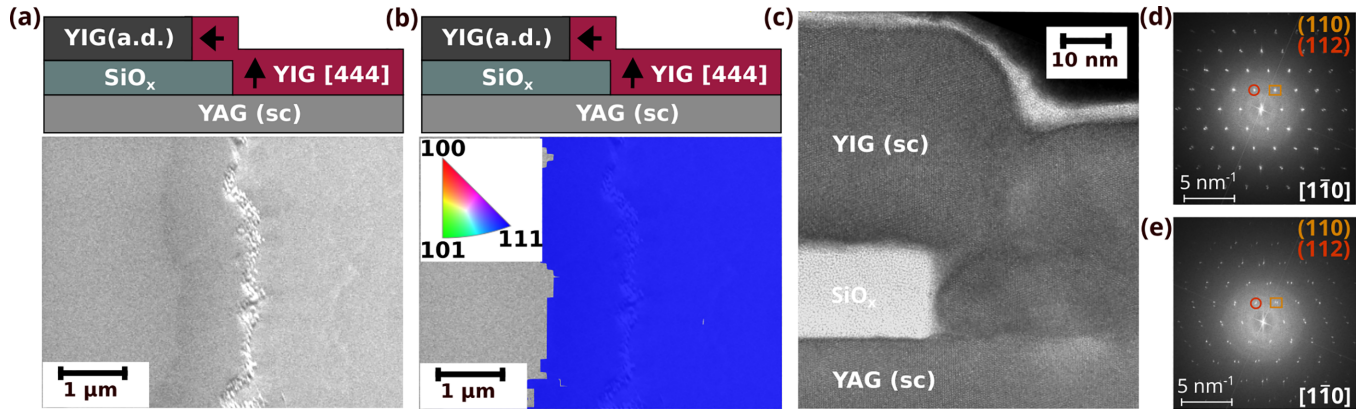 (a)
YIG(a.d.)
SiOₓ
YIG [444]
YAG (sc)
1 µm
(b)
YIG(a.d.)
SiOₓ
YIG [444]
YAG (sc)
100
101
111
1 µm
(c)
10 nm
YIG (sc)
SiOₓ
YAG (sc)
(d)
(110)
(112̅)
5 nm⁻¹
[11̅0]
(e)
(110)
(112̅)
5 nm⁻¹
[11̅0]